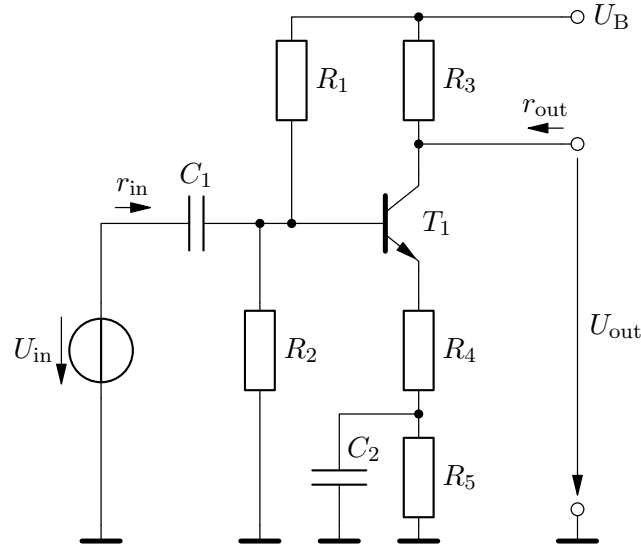 U_B
R_1
R_3
r_out
C_1
r_in
T_1
U_in
R_2
R_4
U_out
C_2
R_5